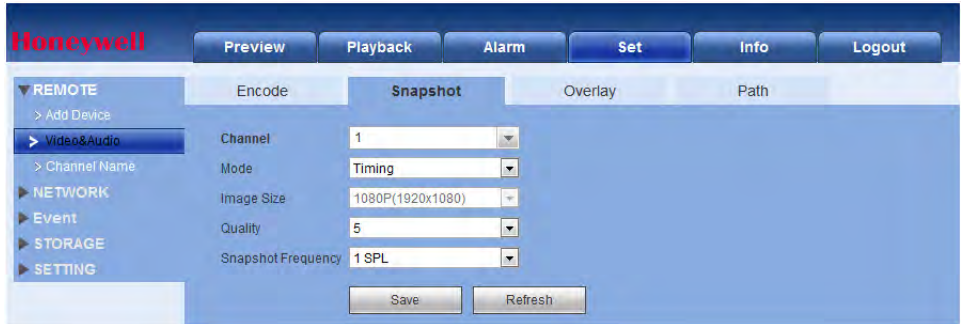 Honeywell
Preview Playback Alarm Set Info Logout
REMOTE
> Add Device
> Video&Audio
> Channel Name
NETWORK
Event
STORAGE
SETTING
Encode Snapshot Overlay Path
Channel 1
Mode Timing
Image Size 1080P(1920x1080)
Quality 5
Snapshot Frequency 1 SPL
Save Refresh